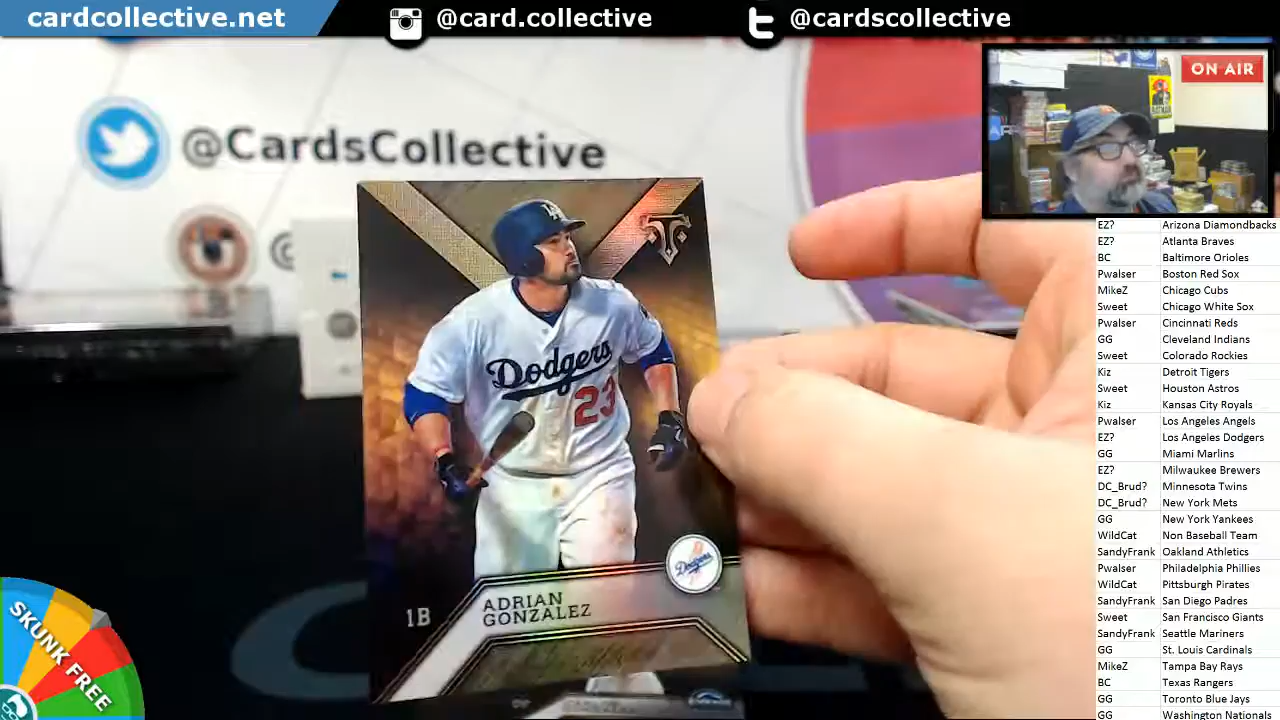 cardcollective.net
@card.collective
@cardscollective
ON AIR
@CardsCollective
@
LA
Dodgers
23
Dodgers
1B
ADRIAN
GONZALEZ
SKUNK FREE
EZ? Arizona Diamondbacks
EZ? Atlanta Braves
BC Baltimore Orioles
Pwalser Boston Red Sox
MikeZ Chicago Cubs
Sweet Chicago White Sox
Pwalser Cincinnati Reds
GG Cleveland Indians
Sweet Colorado Rockies
Kiz Detroit Tigers
Sweet Houston Astros
Kiz Kansas City Royals
Pwalser Los Angeles Angels
EZ? Los Angeles Dodgers
GG Miami Marlins
EZ? Milwaukee Brewers
DC_Brud? Minnesota Twins
DC_Brud? New York Mets
GG New York Yankees
WildCat Non Baseball Team
SandyFrank Oakland Athletics
Pwalser Philadelphia Phillies
WildCat Pittsburgh Pirates
SandyFrank San Diego Padres
Sweet San Francisco Giants
SandyFrank Seattle Mariners
GG St. Louis Cardinals
MikeZ Tampa Bay Rays
BC Texas Rangers
GG Toronto Blue Jays
GG Washington Nationals